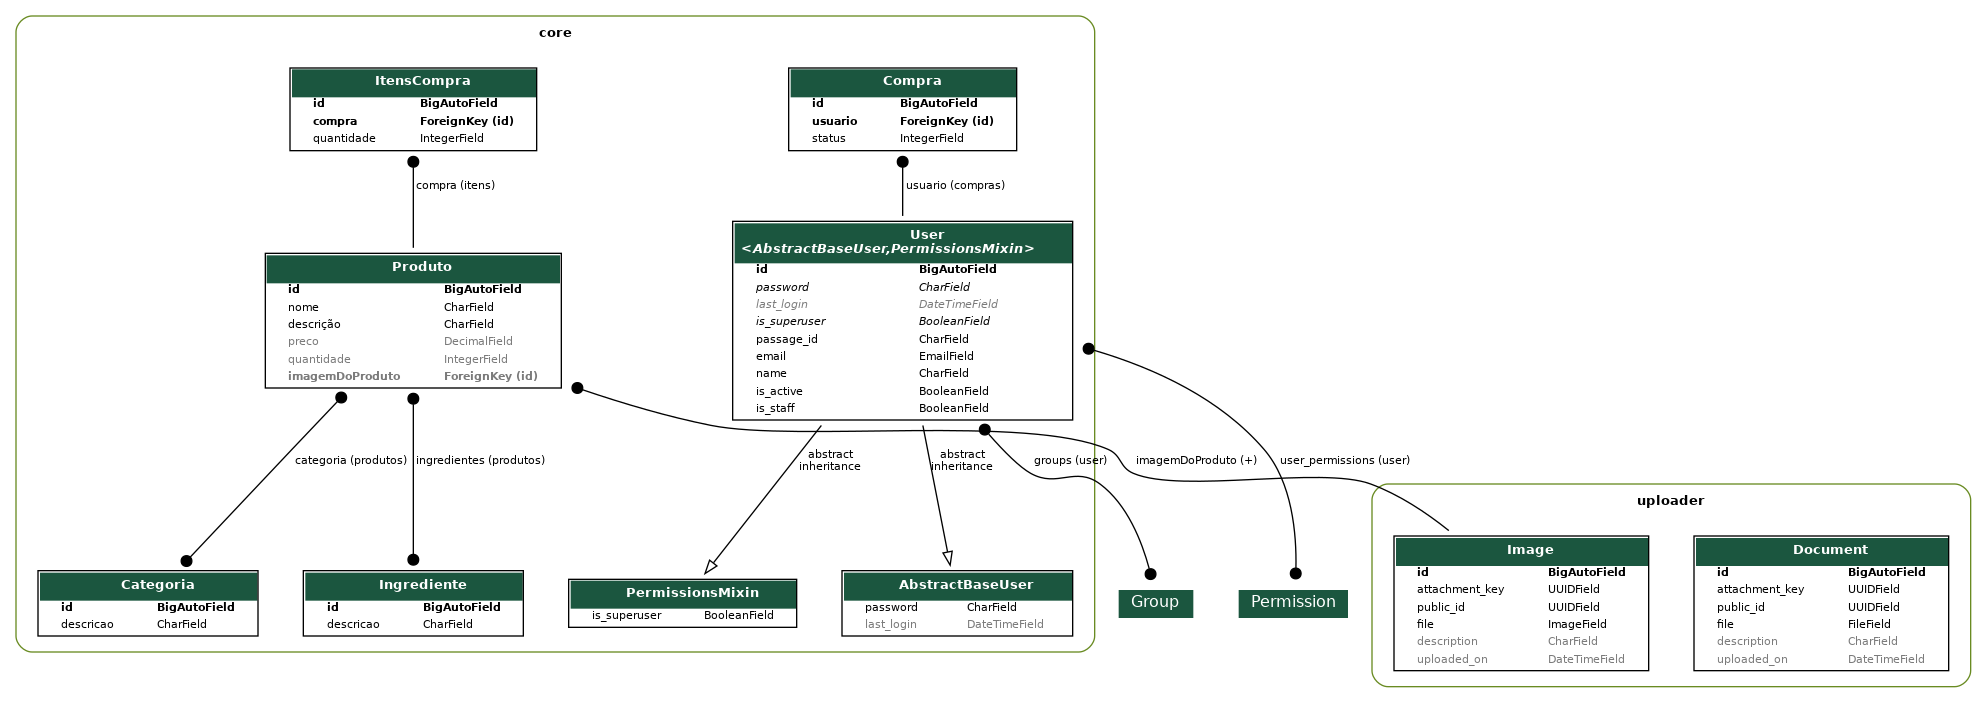 core
ItensCompra
id BigAutoField
compra ForeignKey (id)
quantidade IntegerField
Compra
id BigAutoField
usuario ForeignKey (id)
status IntegerField
compra (itens)
usuario (compras)
Produto
id BigAutoField
nome CharField
descrição CharField
preco DecimalField
quantidade IntegerField
imagemDoProduto ForeignKey (id)
User
<AbstractBaseUser,PermissionsMixin>
id BigAutoField
password CharField
last_login DateTimeField
is_superuser BooleanField
passage_id CharField
email EmailField
name CharField
is_active BooleanField
is_staff BooleanField
categoria (produtos)
ingredientes (produtos)
abstract
inheritance
abstract
inheritance
groups (user)
imagemDoProduto (+)
user_permissions (user)
Categoria
id BigAutoField
descricao CharField
Ingrediente
id BigAutoField
descricao CharField
PermissionsMixin
is_superuser BooleanField
AbstractBaseUser
password CharField
last_login DateTimeField
Group
Permission
uploader
Image
id BigAutoField
attachment_key UUIDField
public_id UUIDField
file ImageField
description CharField
uploaded_on DateTimeField
Document
id BigAutoField
attachment_key UUIDField
public_id UUIDField
file FileField
description CharField
uploaded_on DateTimeField